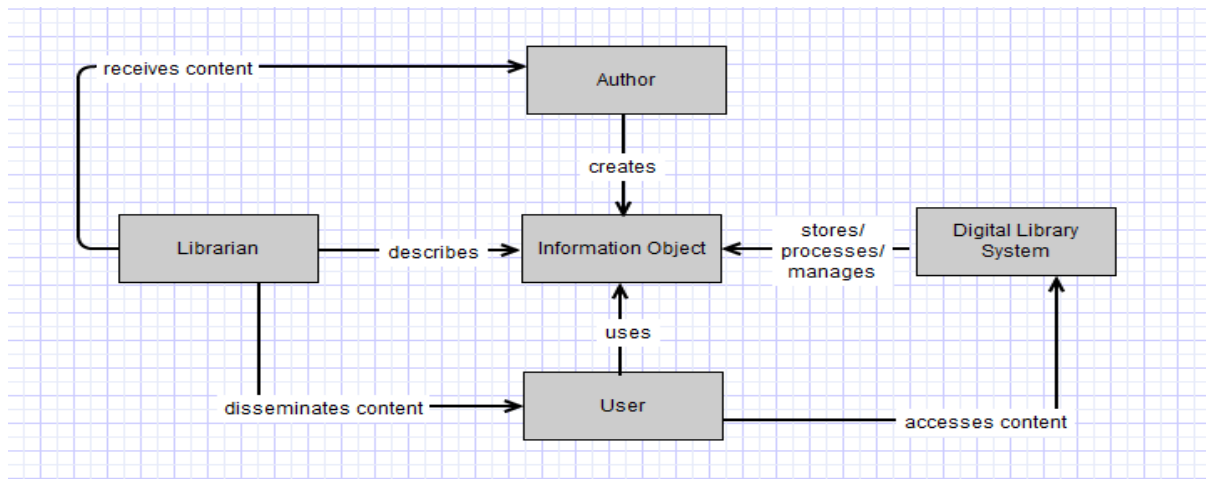 receives content
Author
creates
Librarian
describes
Information Object
stores/
processes/
manages
Digital Library
System
uses
disseminates content
User
accesses content